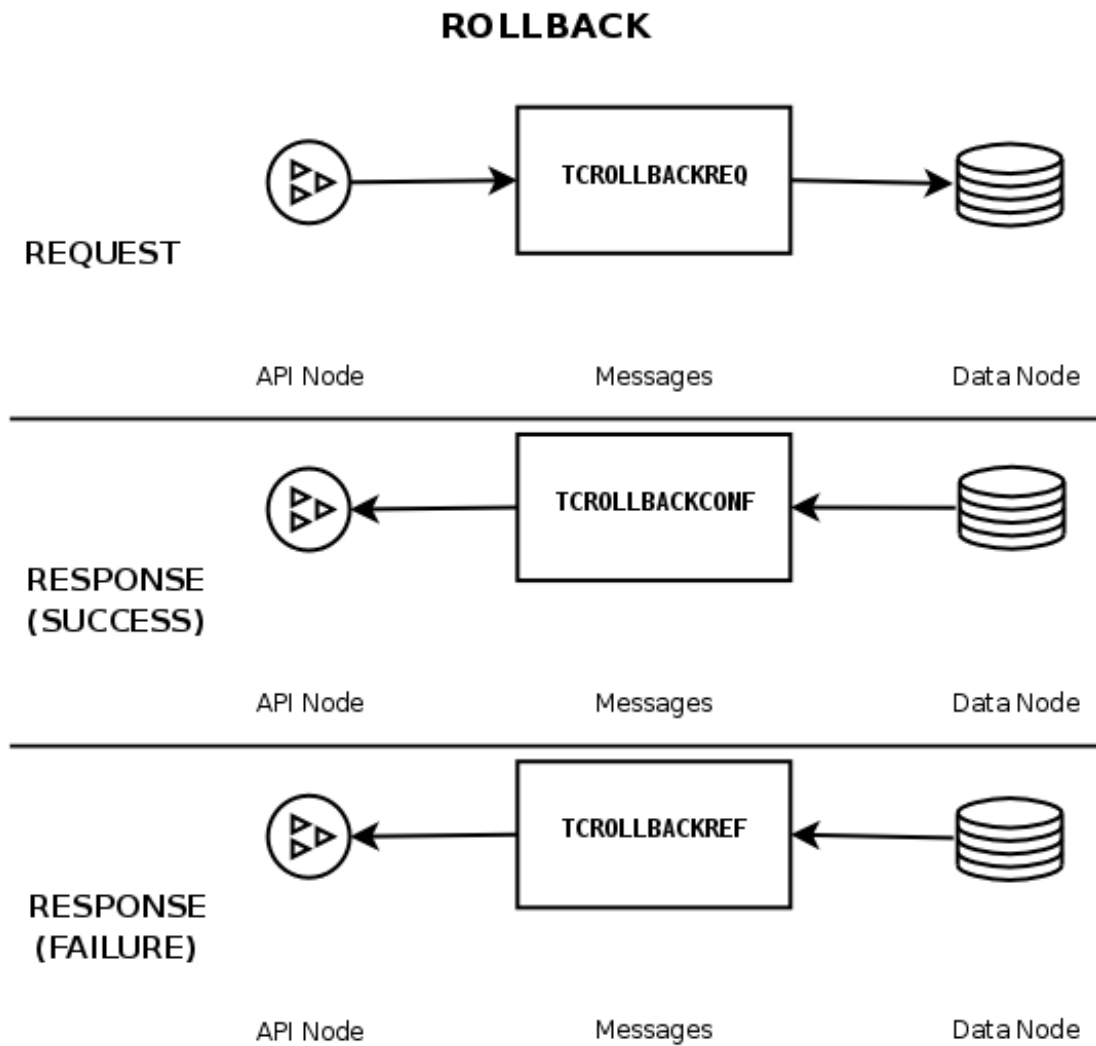 ROLLBACK
TCROLLBACKREQ
REQUEST
API Node Messages Data Node
TCROLLBACKCONF
RESPONSE
(SUCCESS)
API Node Messages Data Node
TCROLLBACKREF
RESPONSE
(FAILURE)
API Node Messages Data Node